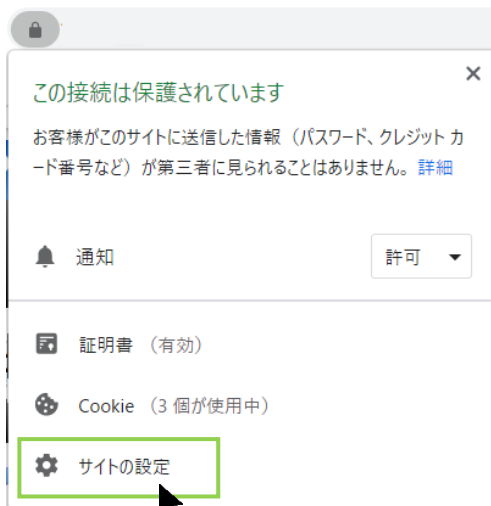 この接続は保護されています
お客様がこのサイトに送信した情報（パスワード、クレジット カ
ード番号など）が第三者に見られることはありません。 詳細
通知
許可
証明書 （有効）
Cookie （3 個が使用中）
サイトの設定